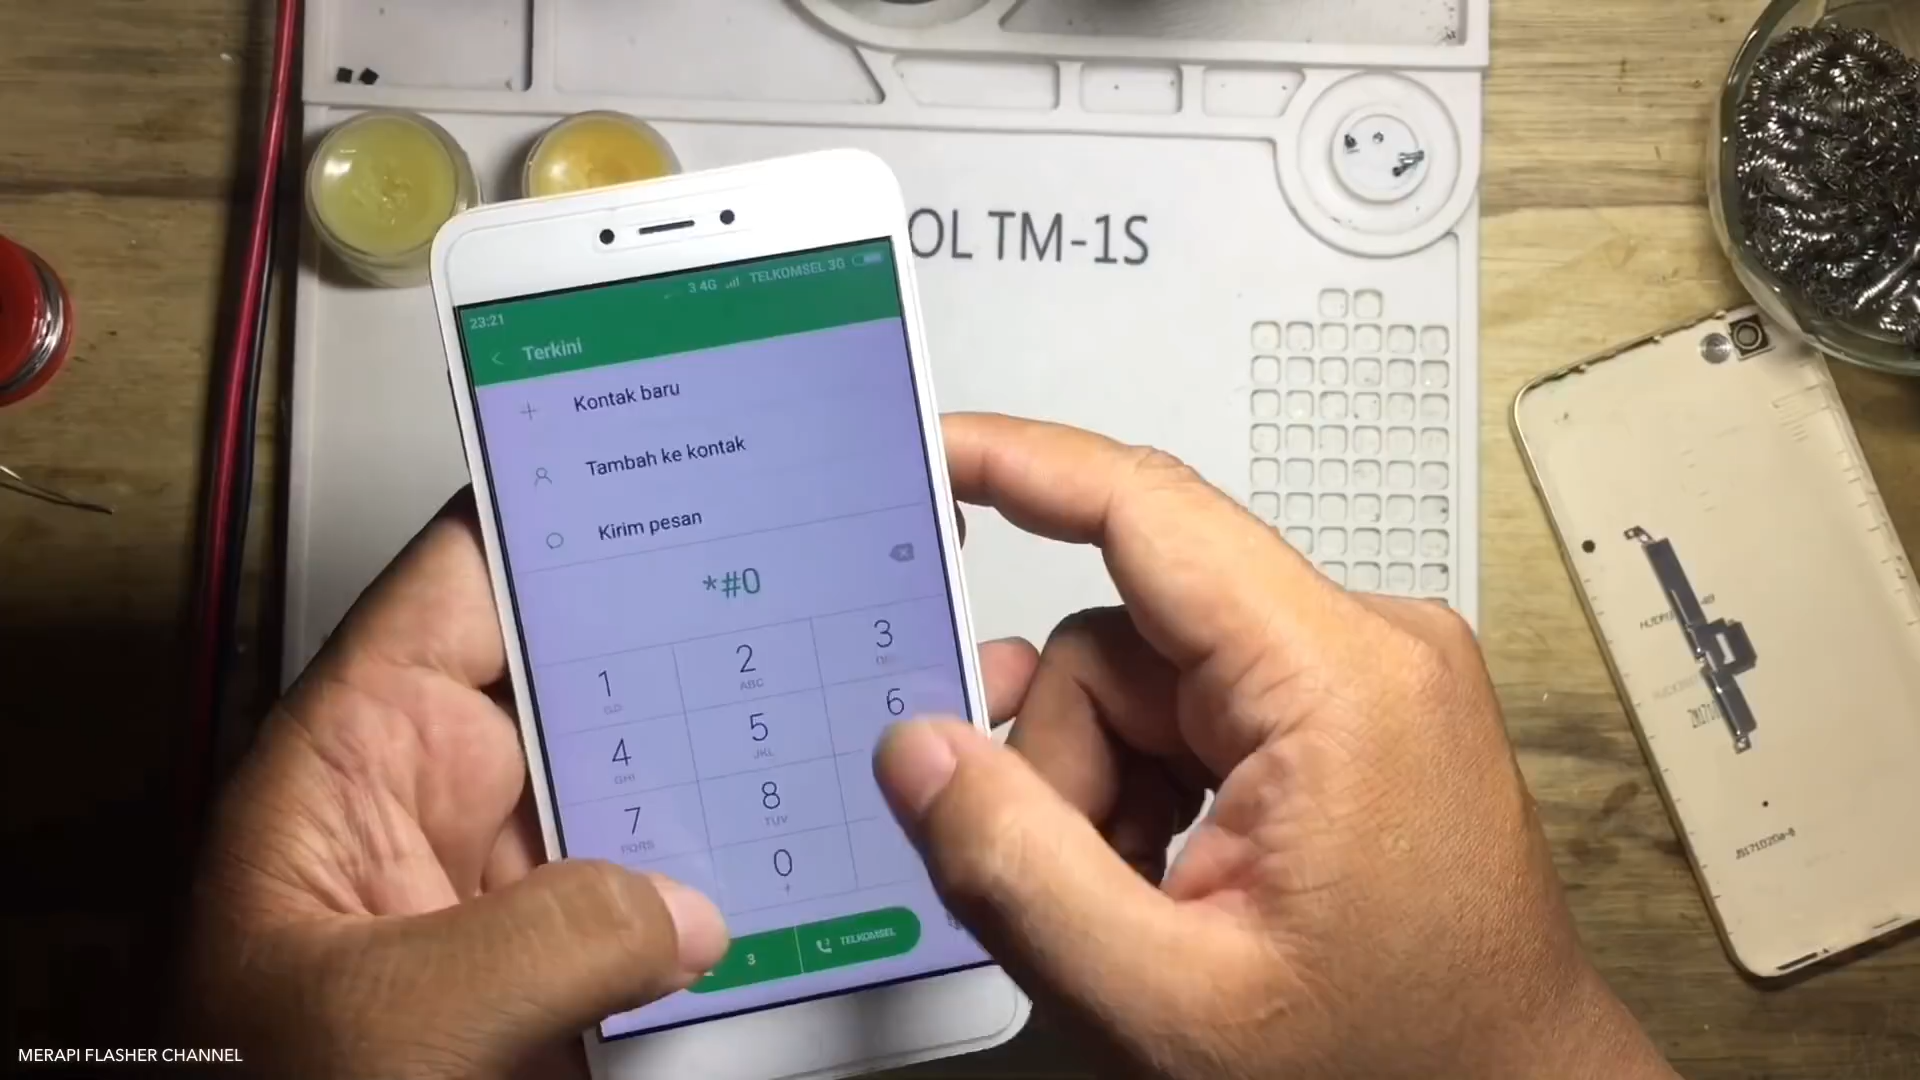 OL TM-1S
3 4G TELKOMSEL 3G
23:21
Terkini
Kontak baru
Tambah ke kontak
Kirim pesan
*#0
1
2
ABC
3
4
GHI
5
JKL
6
7
PQRS
8
TUV
0
+
3
TELKOMSEL
MERAPI FLASHER CHANNEL